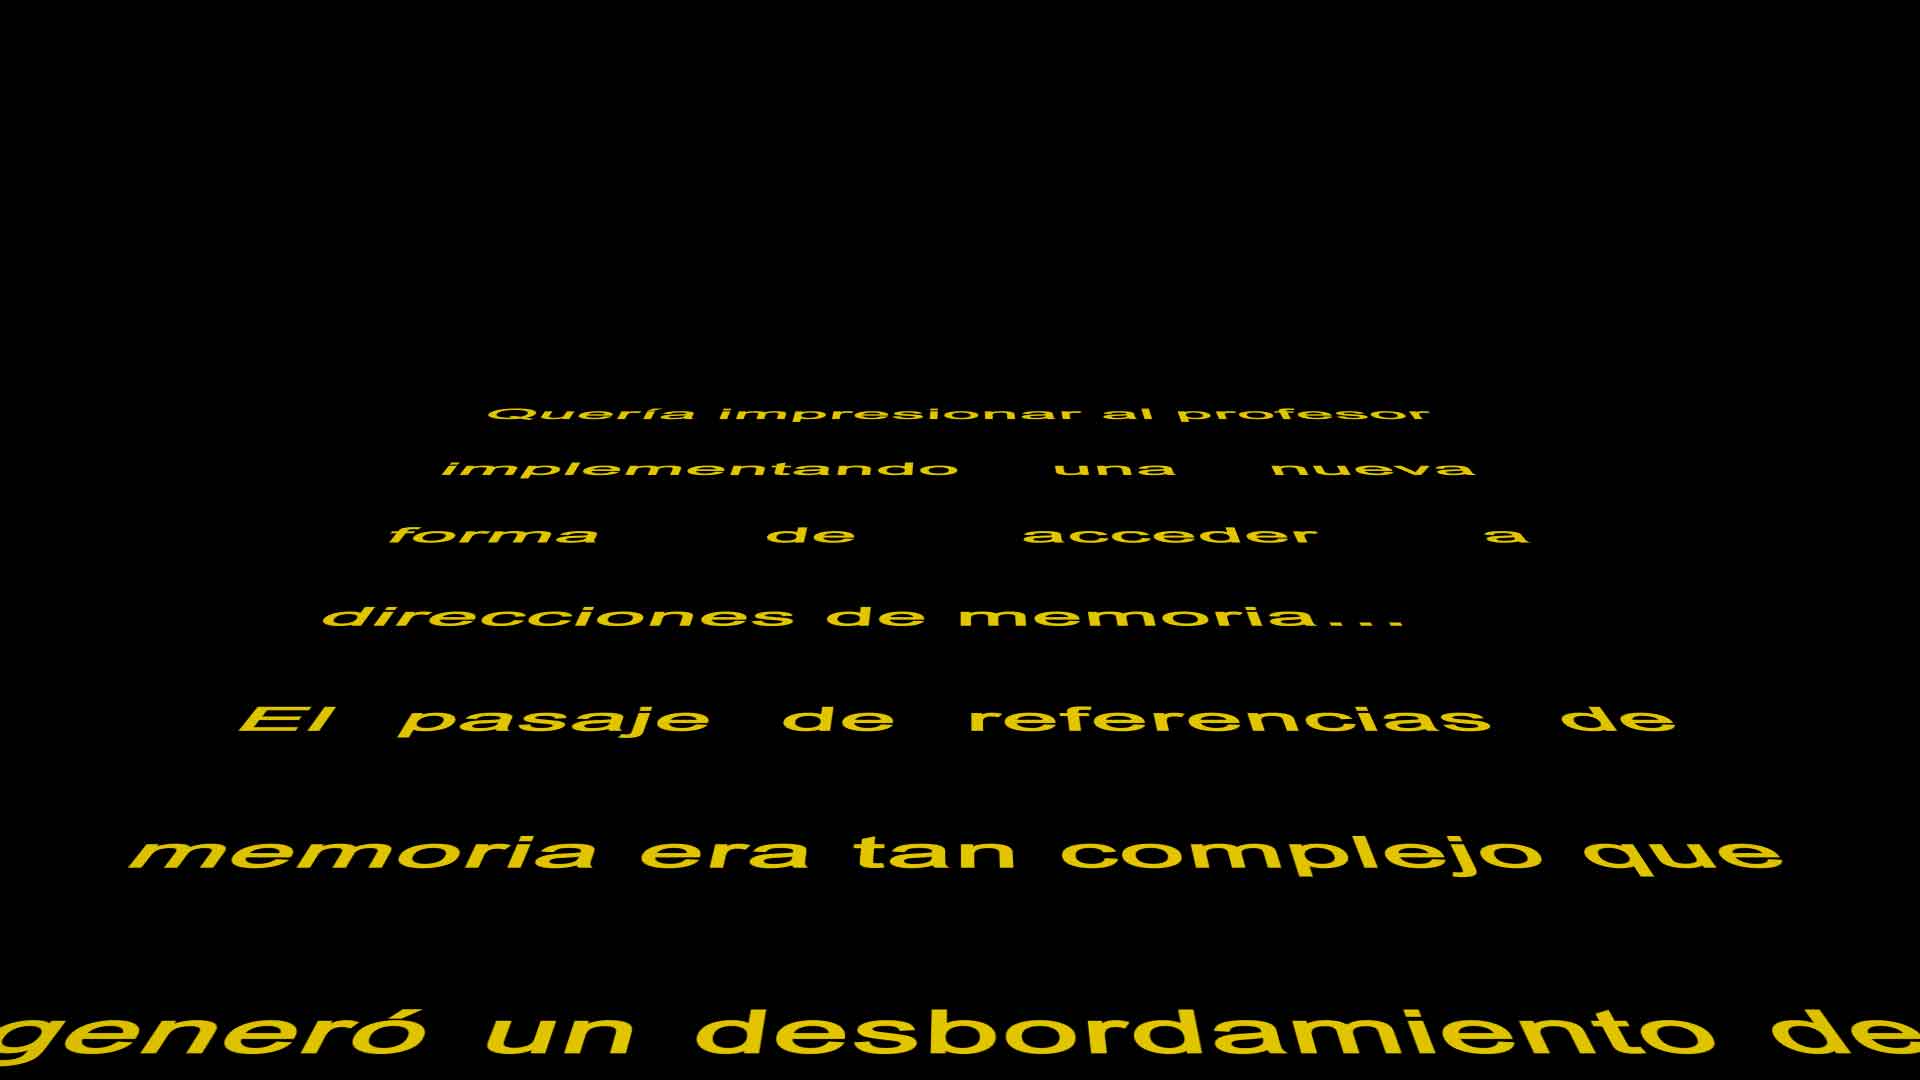 Quería impresionar al profesor
implementando una nueva
forma de acceder a
direcciones de memoria...
El pasaje de referencias de
memoria era tan complejo que
generó un desbordamiento de